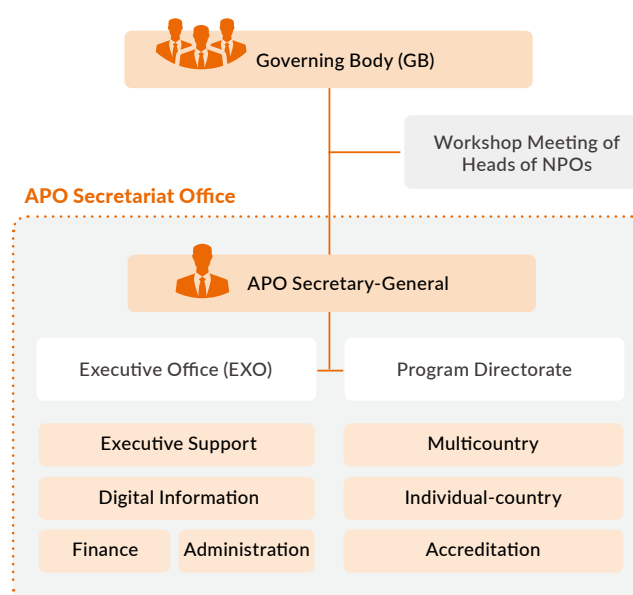 Governing Body (GB)
Workshop Meeting of
Heads of NPOs
APO Secretariat Office
APO Secretary-General
Executive Office (EXO)
Program Directorate
Executive Support
Multicountry
Digital Information
Individual-country
Finance
Administration
Accreditation